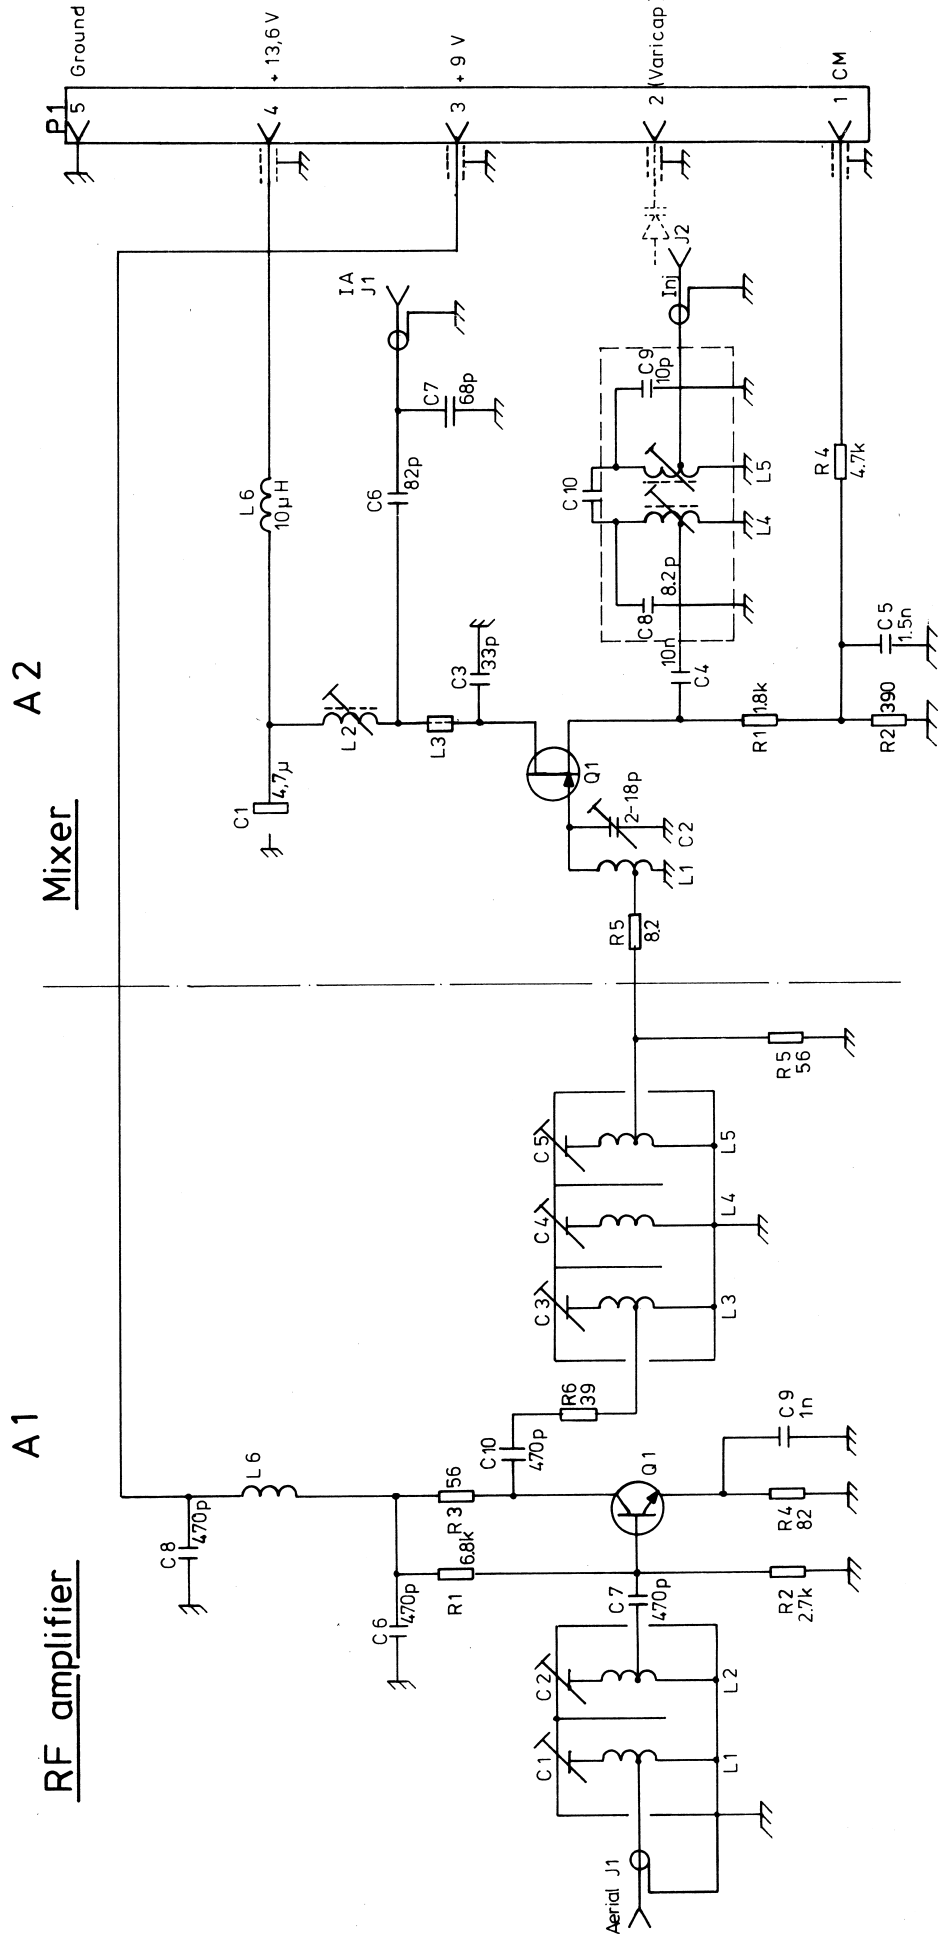 A1
RF amplifier
A2
Mixer
P1
5 Ground
4 + 13,6 V
3 + 9 V
2 (Varicap)
1 CM
C8
470p
L6
C6
470p
R1
6.8k
R3
56
C10
470p
R6
39
Q1
C7
470p
R2
2.7k
R4
82
C9
1n
Aerial J1
C1
C2
L1
L2
C3
C4
C5
L3
L4
L5
R5
56
R5
8.2
L1
C2
2-18p
Q1
C1
4,7µ
L2
L3
C3
33p
L6
10µH
C6
82p
C7
68p
IA
J1
C4
10n
C8
8.2p
C10
C9
10p
L4
L5
Inj
J2
R1
1.8k
R2
390
C5
1.5n
R4
4.7k